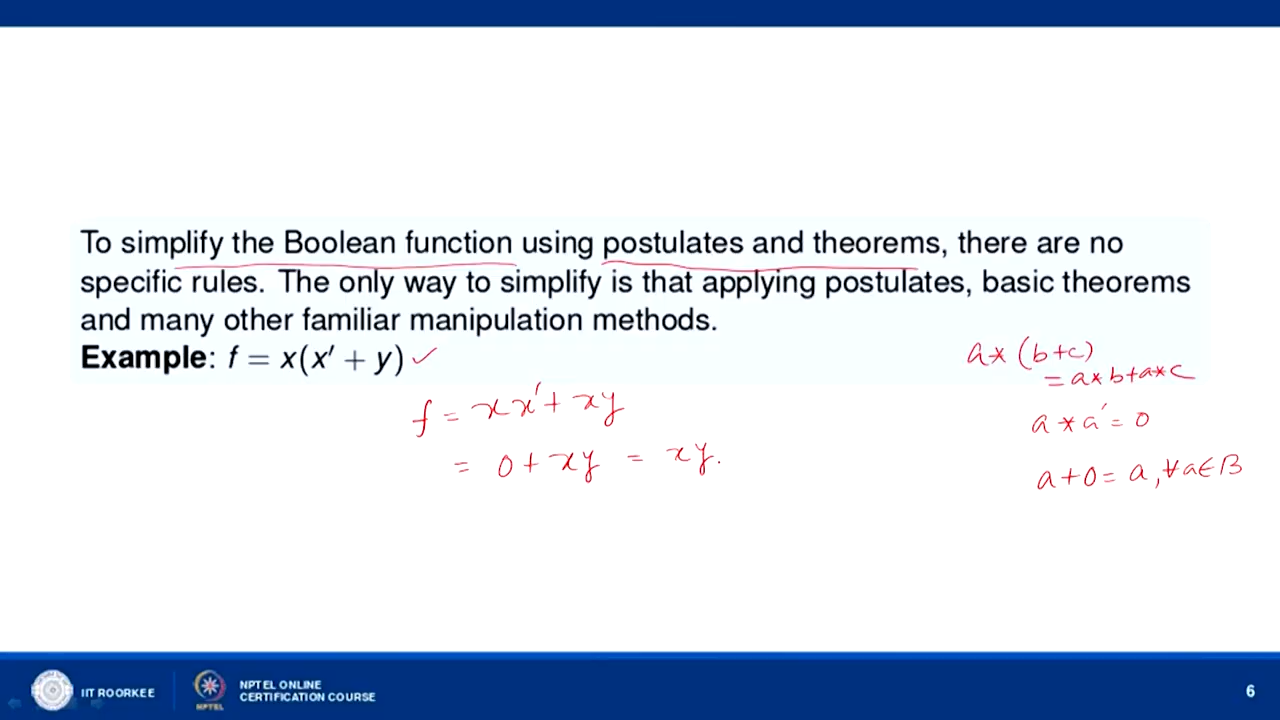 To simplify the Boolean function using postulates and theorems, there are no
specific rules. The only way to simplify is that applying postulates, basic theorems
and many other familiar manipulation methods.
Example: f = x(x′ + y) ✓
f = xx′ + xy
= 0 + xy = xy.
a * (b+c)
= a * b + a * c
a * a′ = 0
a + 0 = a, ∀ a ∈ B
IIT ROORKEE
NPTEL
NPTEL ONLINE
CERTIFICATION COURSE
6